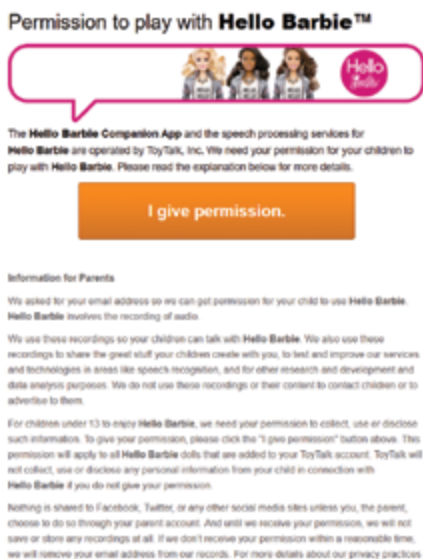 Permission to play with Hello Barbie™
Hello
Barbie
The Hello Barbie Companion App and the speech processing services for
Hello Barbie are operated by ToyTalk, Inc. We need your permission for your children to
play with Hello Barbie. Please read the explanation below for more details.
I give permission.
Information for Parents
We asked for your email address so we can get permission for your child to use Hello Barbie.
Hello Barbie involves the recording of audio.
We use these recordings so your children can talk with Hello Barbie. We also use these
recordings to share the great stuff your children create with you, to test and improve our services
and technologies in areas like speech recognition, and for other research and development and
data analysis purposes. We do not use these recordings or their content to contact children or to
advertise to them.
For children under 13 to enjoy Hello Barbie, we need your permission to collect, use or disclose
such information. To give your permission, please click the "I give permission" button above. This
permission will apply to all Hello Barbie dolls that are added to your ToyTalk account. ToyTalk will
not collect, use or disclose any personal information from your child in connection with
Hello Barbie if you do not give your permission.
Nothing is shared to Facebook, Twitter, or any other social media sites unless you, the parent,
choose to do so through your parent account. And until we receive your permission, we will not
save or store any recordings at all. If we don't receive your permission within a reasonable time,
we will remove your email address from our records. For more details about our privacy practices